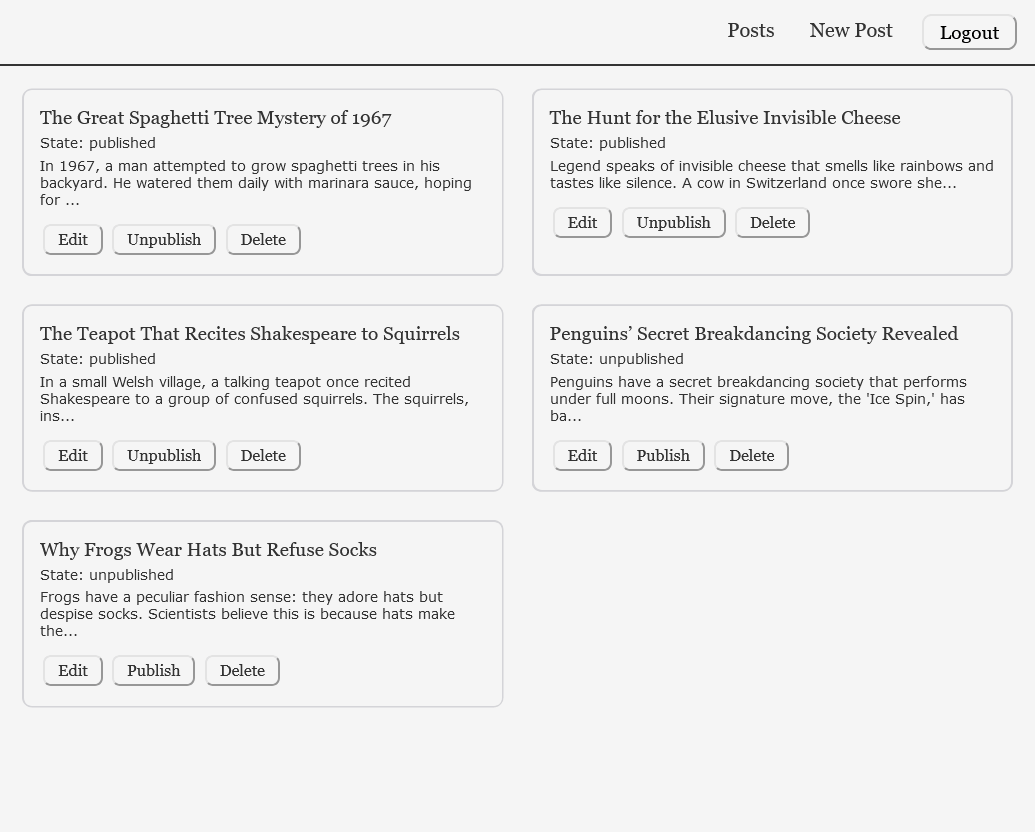 Posts New Post Logout
The Great Spaghetti Tree Mystery of 1967
State: published
In 1967, a man attempted to grow spaghetti trees in his
backyard. He watered them daily with marinara sauce, hoping
for ...
Edit Unpublish Delete
The Hunt for the Elusive Invisible Cheese
State: published
Legend speaks of invisible cheese that smells like rainbows and
tastes like silence. A cow in Switzerland once swore she...
Edit Unpublish Delete
The Teapot That Recites Shakespeare to Squirrels
State: published
In a small Welsh village, a talking teapot once recited
Shakespeare to a group of confused squirrels. The squirrels,
ins...
Edit Unpublish Delete
Penguins’ Secret Breakdancing Society Revealed
State: unpublished
Penguins have a secret breakdancing society that performs
under full moons. Their signature move, the 'Ice Spin,' has
ba...
Edit Publish Delete
Why Frogs Wear Hats But Refuse Socks
State: unpublished
Frogs have a peculiar fashion sense: they adore hats but
despise socks. Scientists believe this is because hats make
the...
Edit Publish Delete